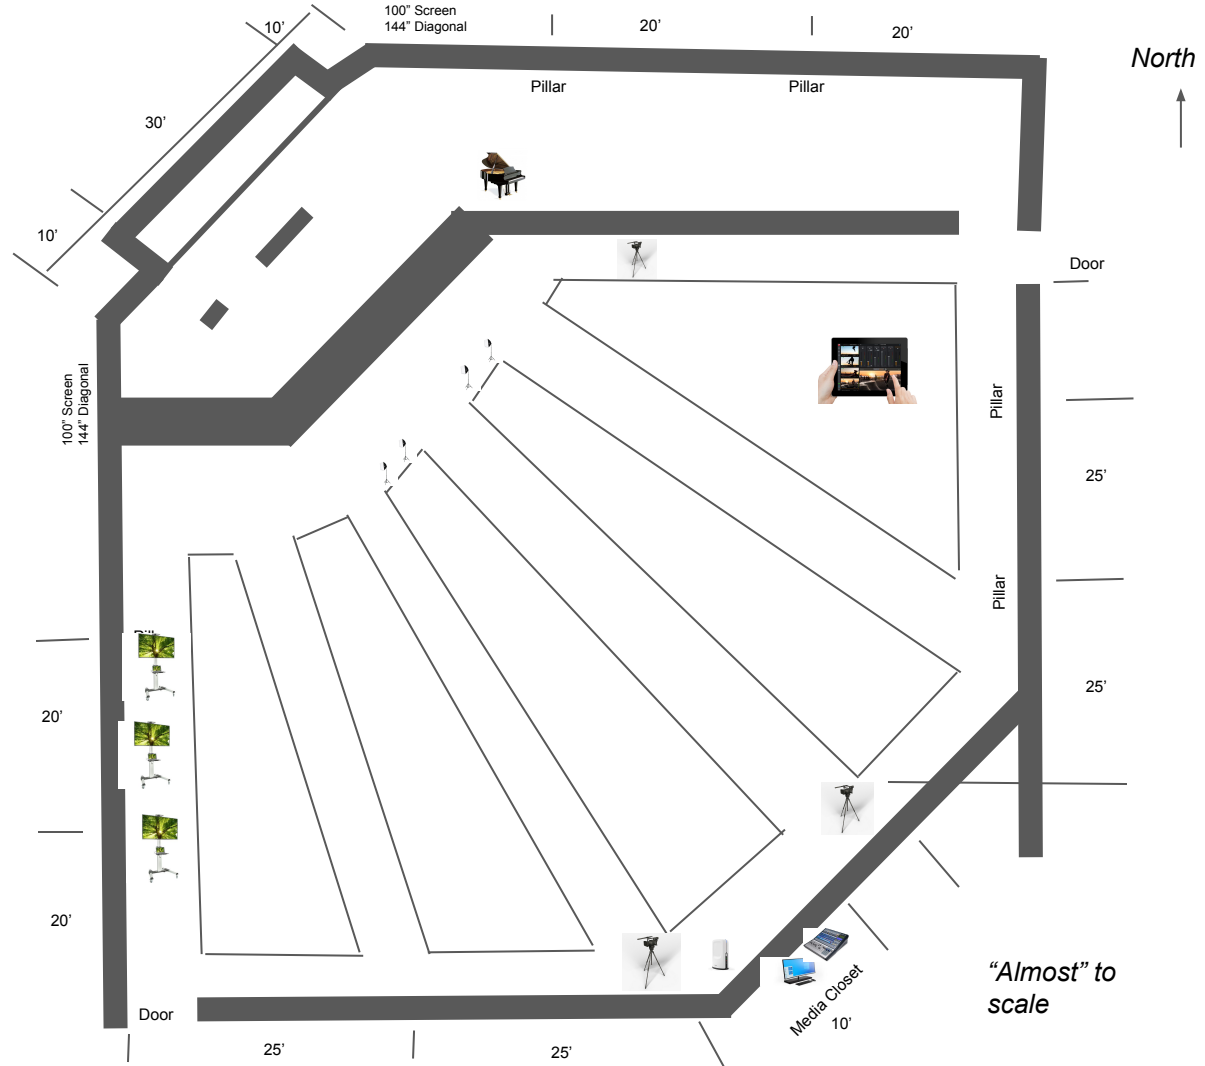 100” Screen
144” Diagonal
10’
20’
20’
North
Pillar
Pillar
30’
10’
Door
100” Screen
144” Diagonal
Pillar
25’
Pillar
25’
20’
20’
Door
Media Closet
10’
“Almost” to
scale
25’
25’